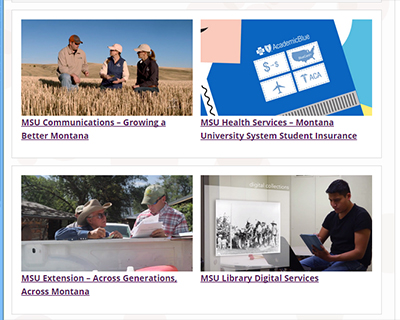 AcademicBlue
$-$
TCA
MSU Communications – Growing a
Better Montana
MSU Health Services – Montana
University System Student Insurance
digital collections
MSU Extension – Across Generations,
Across Montana
MSU Library Digital Services